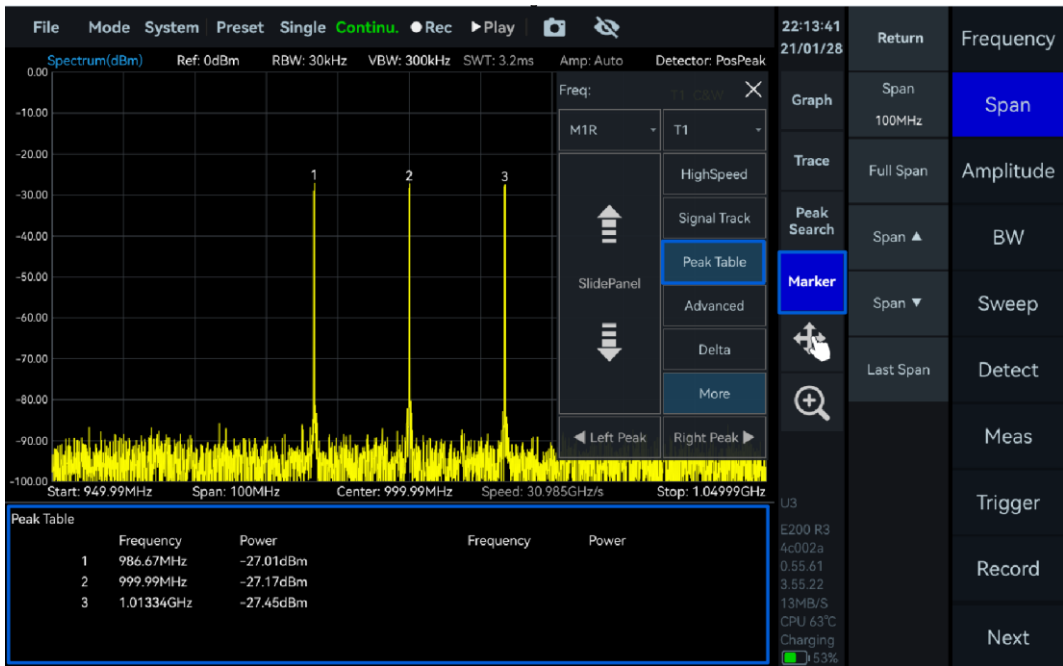 File Mode System Preset Single Continu. Rec Play
22:13:41
21/01/28
Spectrum(dBm) Ref: 0dBm RBW: 30kHz VBW: 300kHz SWT: 3.2ms Amp: Auto Detector: PosPeak
0.00
-10.00
-20.00
-30.00
-40.00
-50.00
-60.00
-70.00
-80.00
-90.00
-100.00
1 2 3
Start: 949.99MHz Span: 100MHz Center: 999.99MHz Speed: 30.985GHz/s Stop: 1.04999GHz
Freq:
M1R T1
HighSpeed
Signal Track
Peak Table
SlidePanel
Advanced
Delta
More
Left Peak Right Peak
Peak Table
Frequency Power Frequency Power
1 986.67MHz -27.01dBm
2 999.99MHz -27.17dBm
3 1.01334GHz -27.45dBm
Graph
Trace
Peak
Search
Marker
U3
E200 R3
4c002a
0.55.61
3.55.22
13MB/S
CPU 63℃
Charging
53%
Return
Span
100MHz
Full Span
Span ▲
Span ▼
Last Span
Frequency
Span
Amplitude
BW
Sweep
Detect
Meas
Trigger
Record
Next